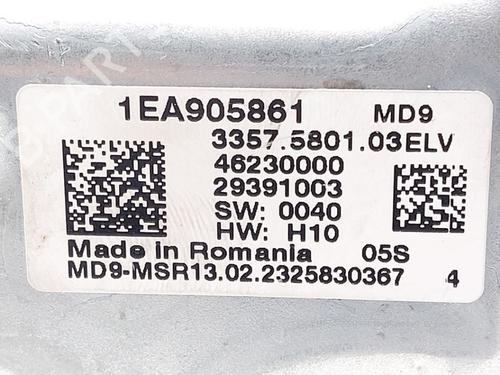 1EA905861 MD9
3357.5801.03ELV
46230000
29391003
SW: 0040
HW: H10
Made in Romania 05S
MD9-MSR13.02.2325830367 4